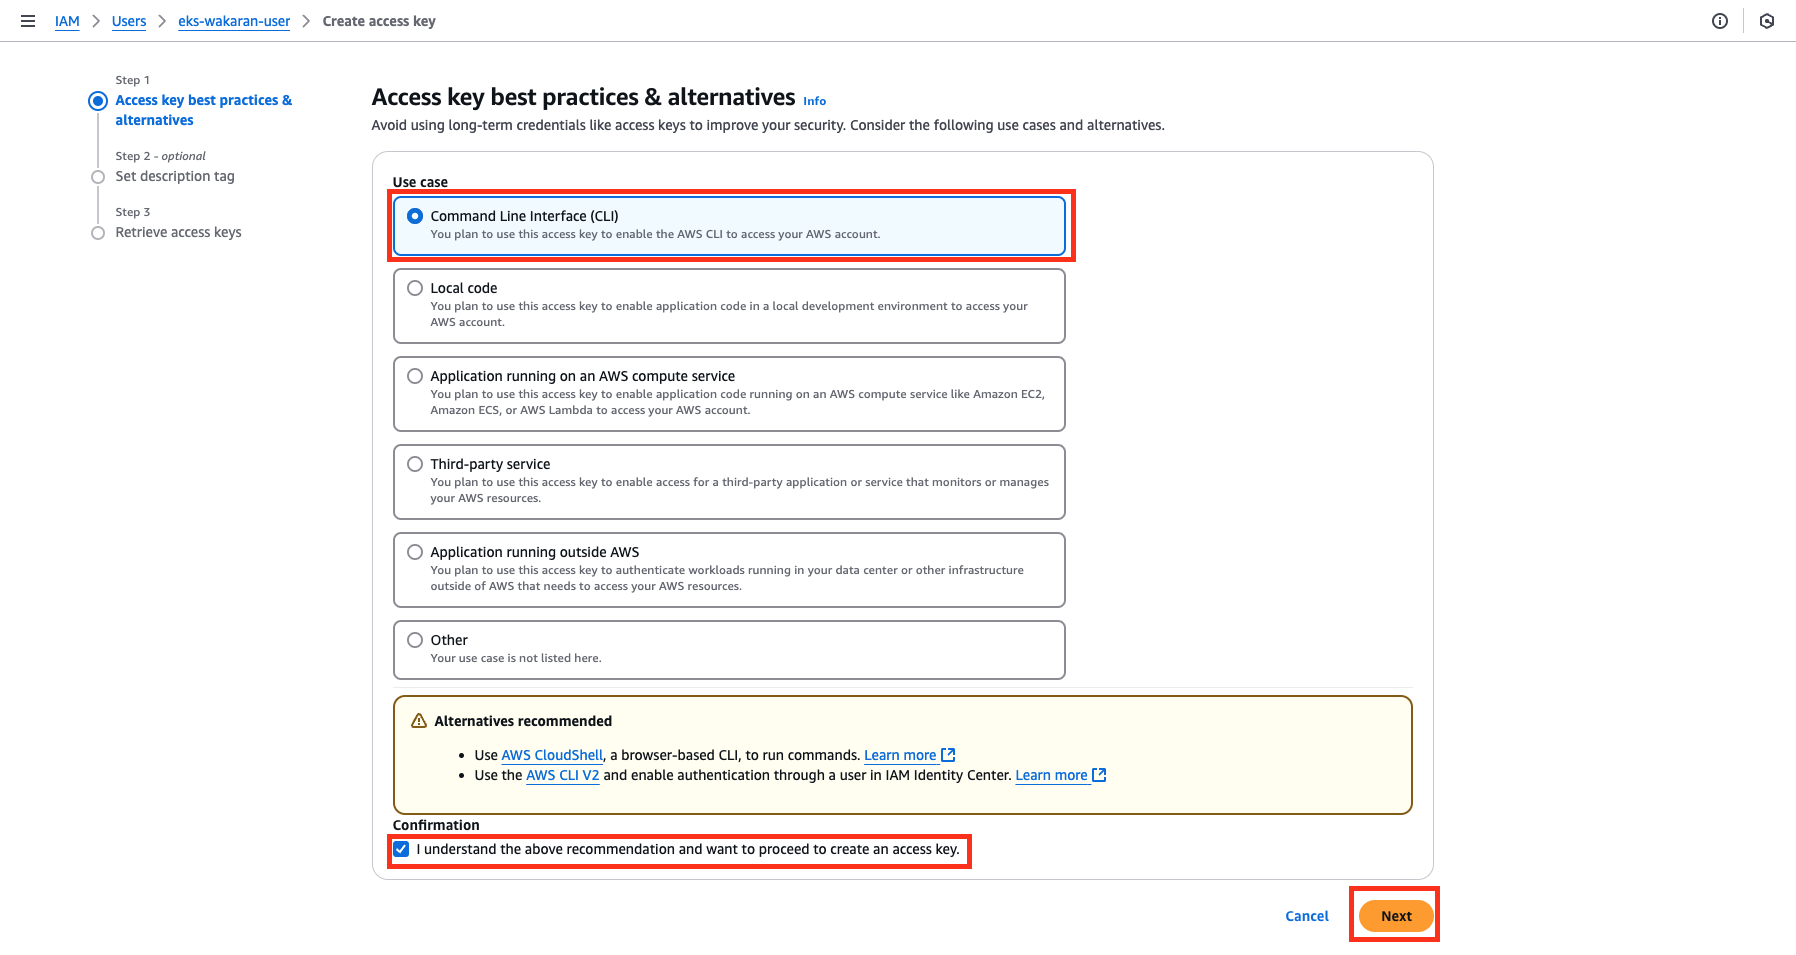 IAM > Users > eks-wakaran-user > Create access key
Step 1
Access key best practices &
alternatives
Step 2 - optional
Set description tag
Step 3
Retrieve access keys
Access key best practices & alternatives Info
Avoid using long-term credentials like access keys to improve your security. Consider the following use cases and alternatives.
Use case
Command Line Interface (CLI)
You plan to use this access key to enable the AWS CLI to access your AWS account.
Local code
You plan to use this access key to enable application code in a local development environment to access your
AWS account.
Application running on an AWS compute service
You plan to use this access key to enable application code running on an AWS compute service like Amazon EC2,
Amazon ECS, or AWS Lambda to access your AWS account.
Third-party service
You plan to use this access key to enable access for a third-party application or service that monitors or manages
your AWS resources.
Application running outside AWS
You plan to use this access key to authenticate workloads running in your data center or other infrastructure
outside of AWS that needs to access your AWS resources.
Other
Your use case is not listed here.
Alternatives recommended
• Use AWS CloudShell, a browser-based CLI, to run commands. Learn more
• Use the AWS CLI V2 and enable authentication through a user in IAM Identity Center. Learn more
Confirmation
I understand the above recommendation and want to proceed to create an access key.
Cancel
Next